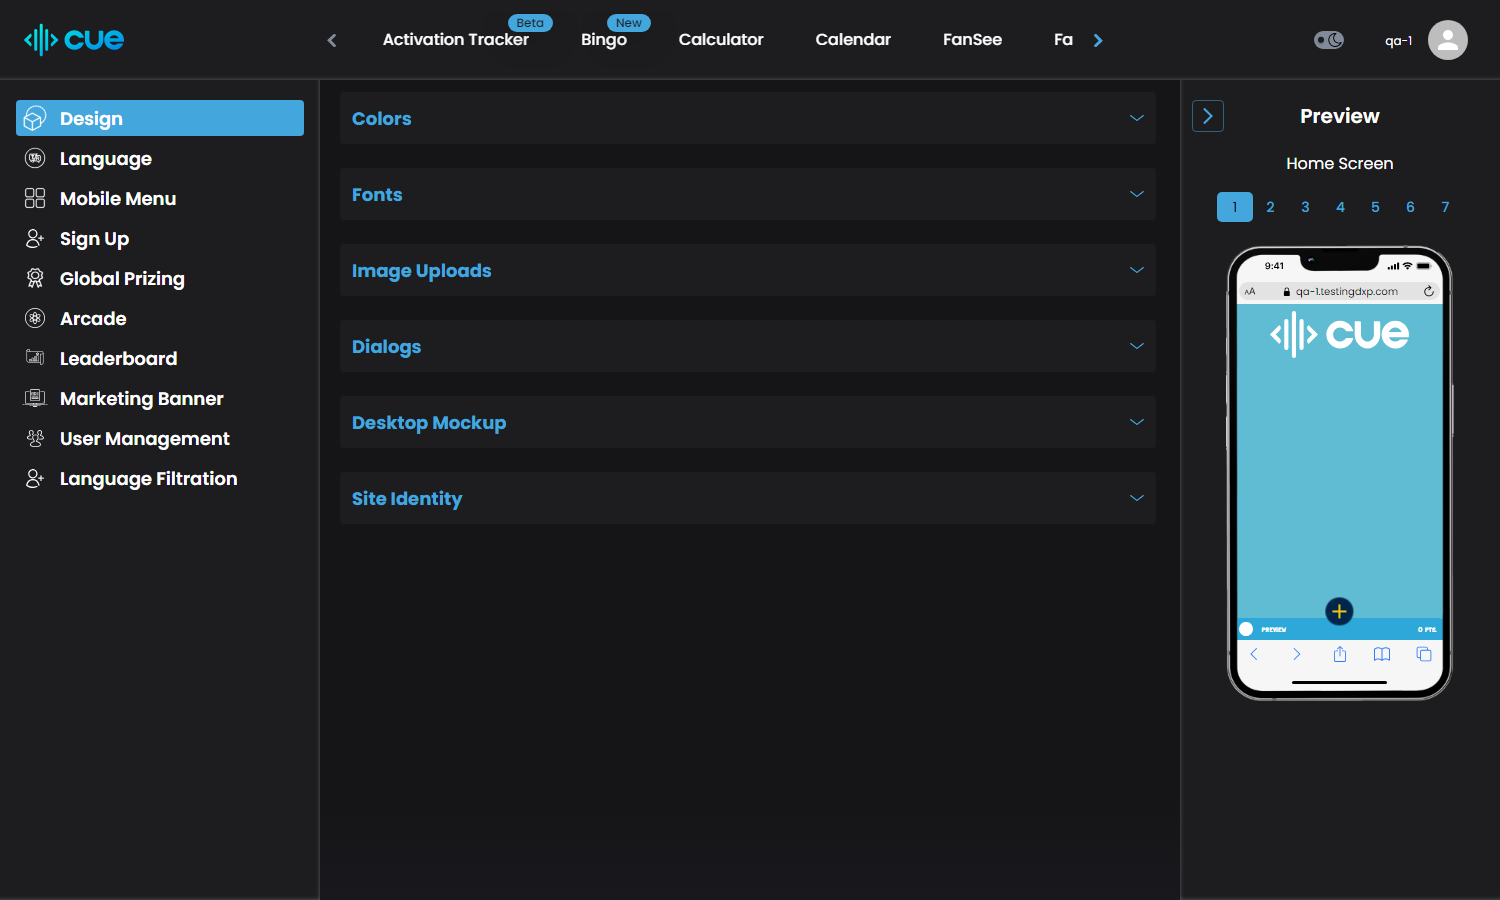 cue
Activation Tracker
Beta
Bingo
New
Calculator
Calendar
FanSee
Fa
qa-1
Design
Language
Mobile Menu
Sign Up
Global Prizing
Arcade
Leaderboard
Marketing Banner
User Management
Language Filtration
Colors
Fonts
Image Uploads
Dialogs
Desktop Mockup
Site Identity
Preview
Home Screen
1 2 3 4 5 6 7
9:41
AA qa-1.testingdxp.com
cue
PREVIEW 0 PTS.